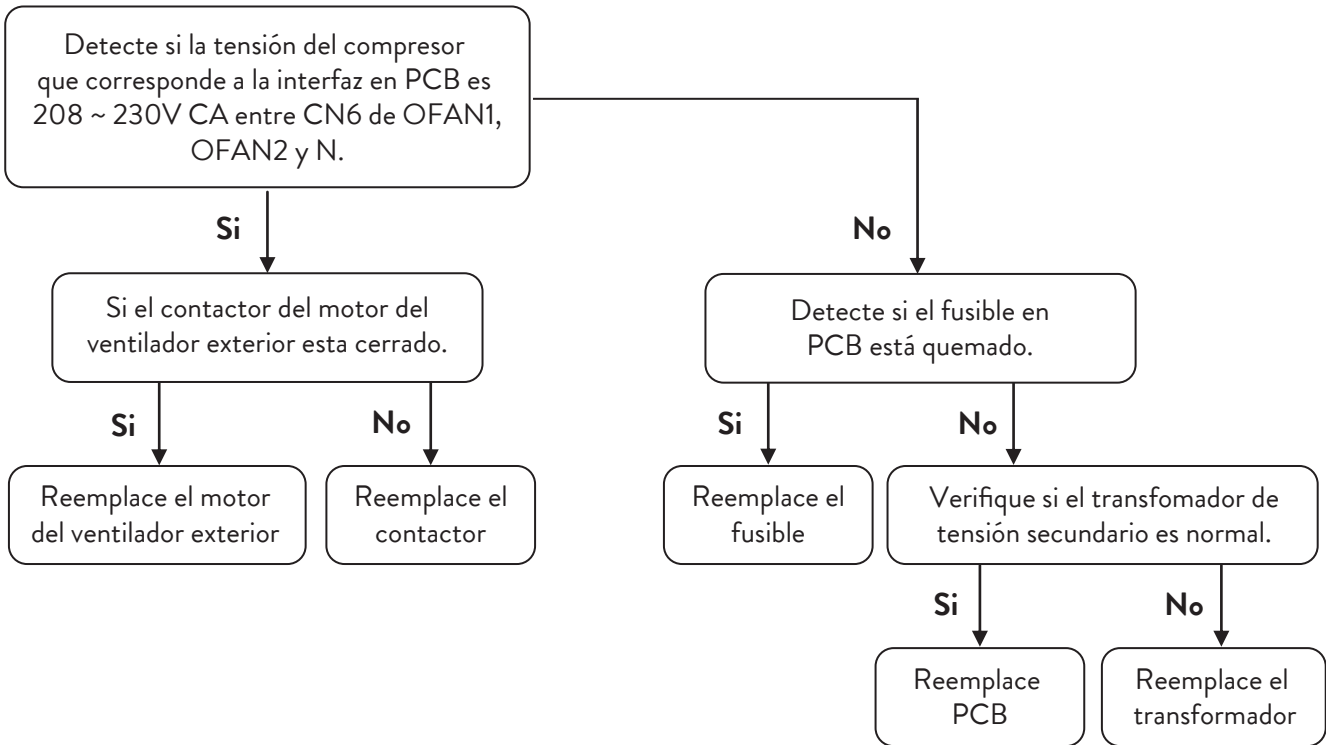 Detecte si la tensión del compresor
que corresponde a la interfaz en PCB es
208 ~ 230V CA entre CN6 de OFAN1,
OFAN2 y N.
Si
No
Si el contactor del motor del
ventilador exterior esta cerrado.
Detecte si el fusible en
PCB está quemado.
Si
No
Si
No
Reemplace el motor
del ventilador exterior
Reemplace el
contactor
Reemplace el
fusible
Verifique si el transfomador de
tensión secundario es normal.
Si
No
Reemplace
PCB
Reemplace el
transformador